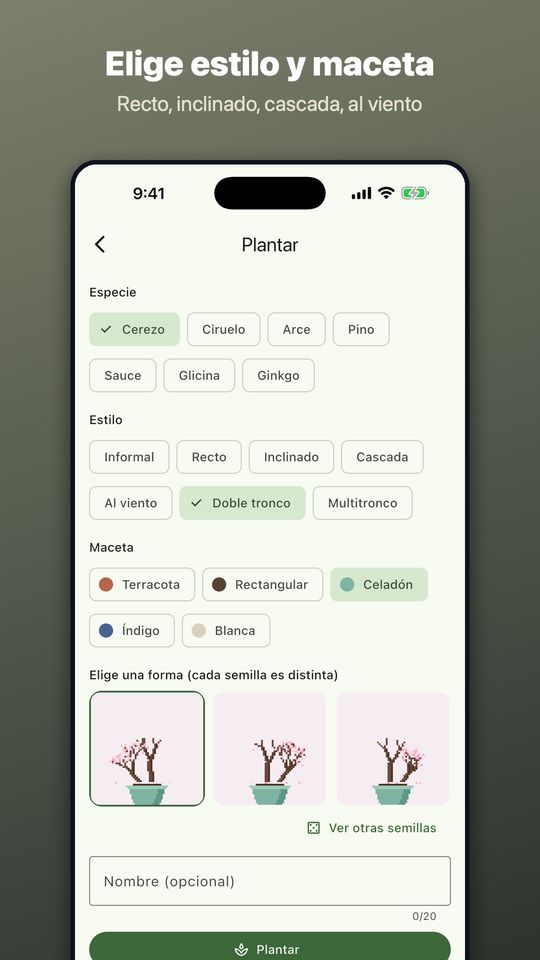 Elige estilo y maceta
Recto, inclinado, cascada, al viento
9:41
Plantar
Especie
Cerezo
Ciruelo
Arce
Pino
Sauce
Glicina
Ginkgo
Estilo
Informal
Recto
Inclinado
Cascada
Al viento
Doble tronco
Multitronco
Maceta
Terracota
Rectangular
Celadón
Índigo
Blanca
Elige una forma (cada semilla es distinta)
Ver otras semillas
Nombre (opcional)
0/20
Plantar